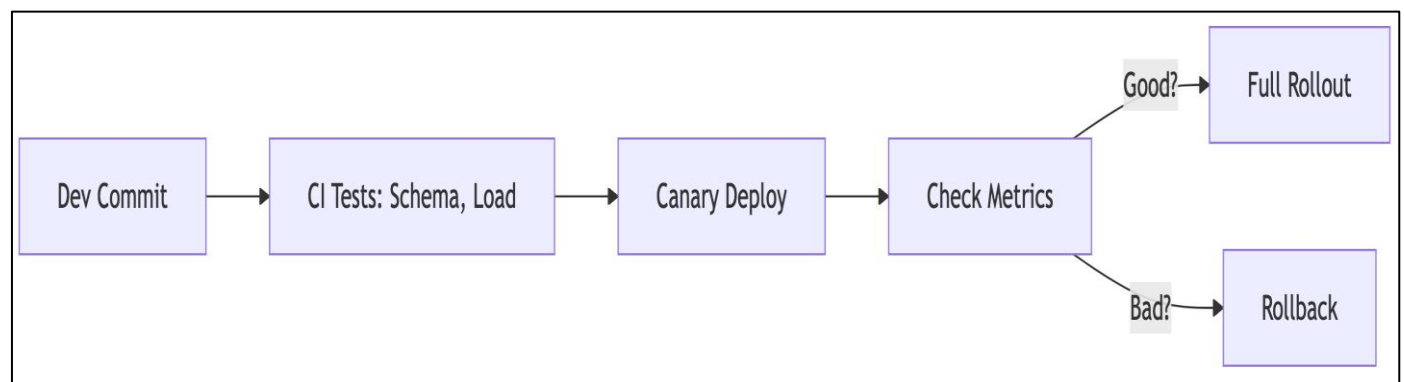 Dev Commit
CI Tests: Schema, Load
Canary Deploy
Check Metrics
Good?
Full Rollout
Bad?
Rollback